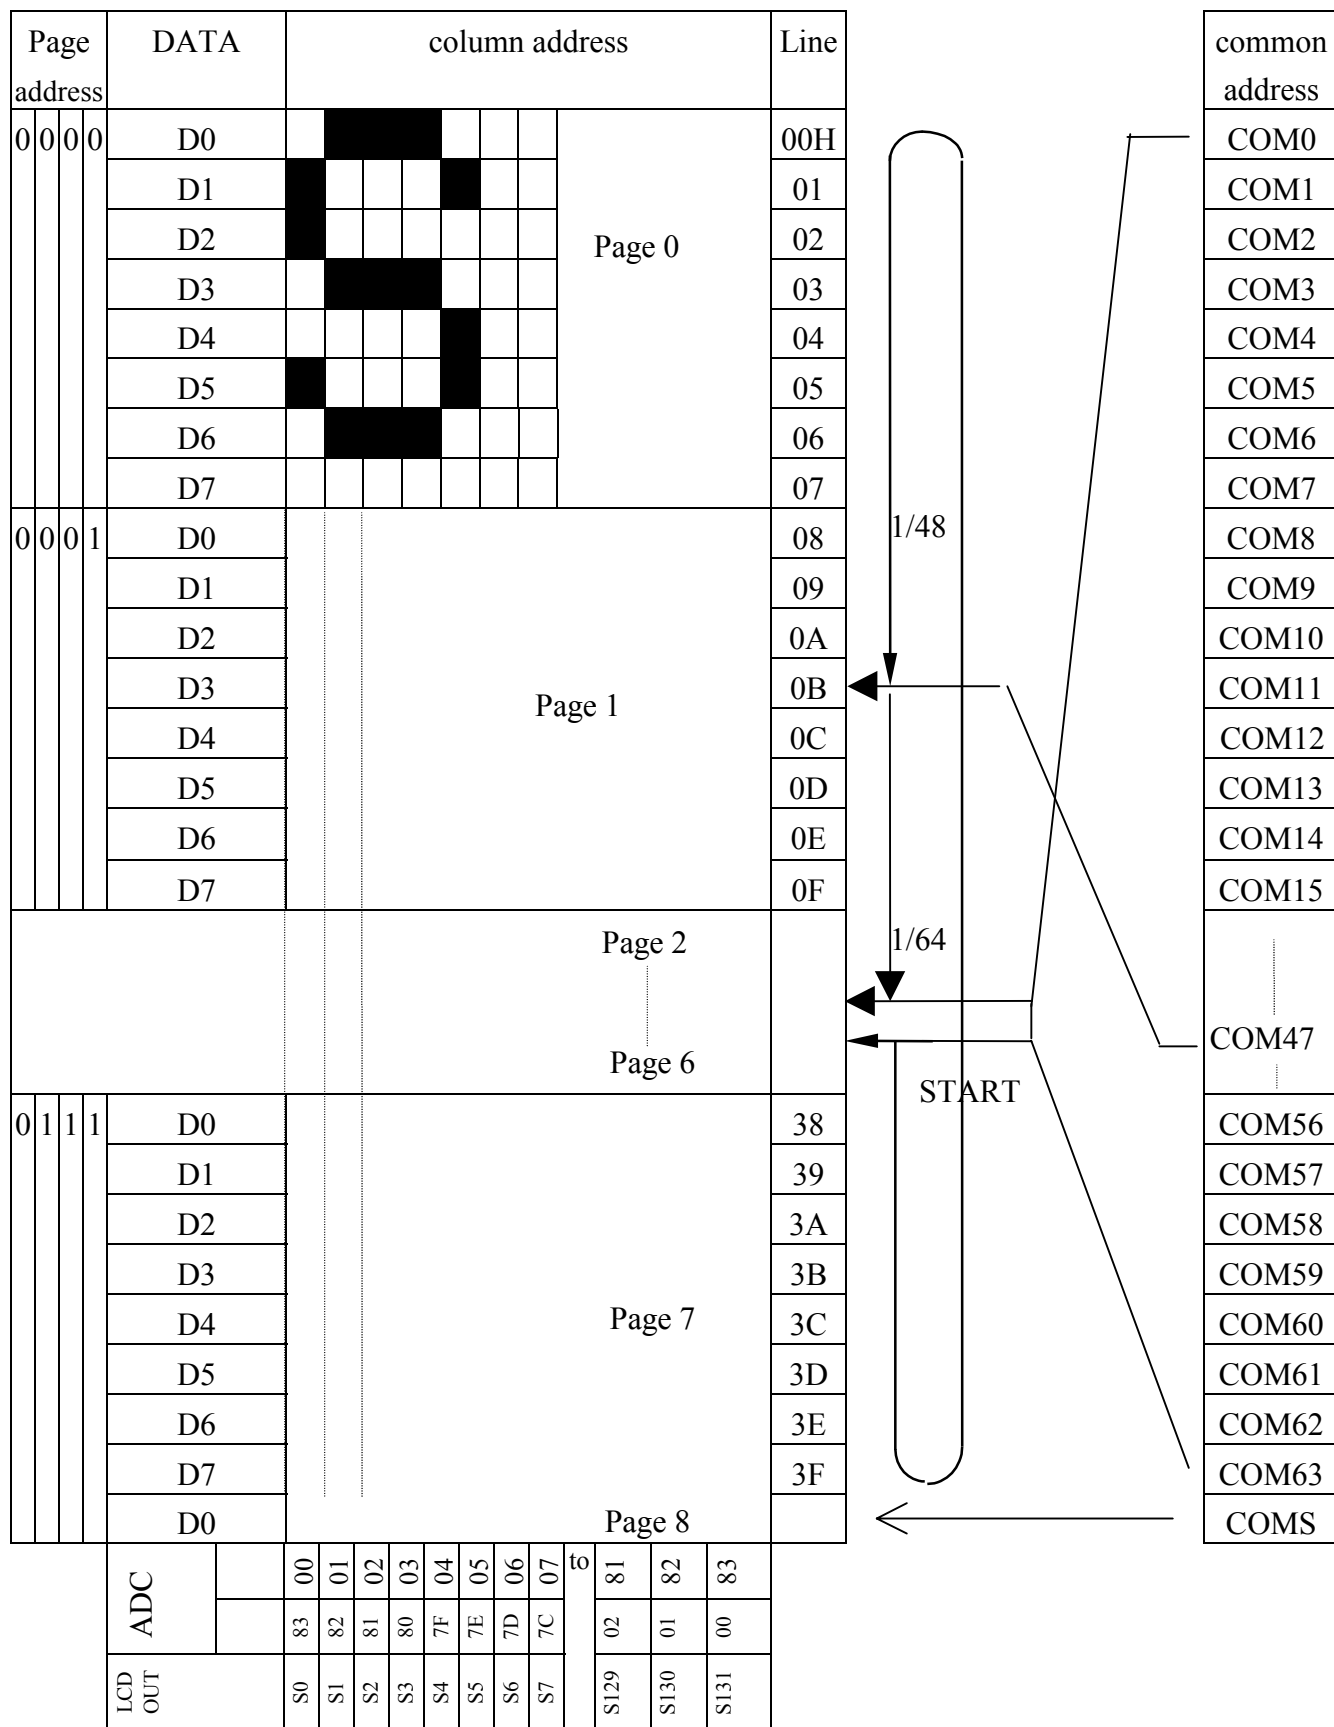 Page address DATA column address Line common address
0 0 0 0 D0 00H COM0
D1 01 COM1
D2 Page 0 02 COM2
D3 03 COM3
D4 04 COM4
D5 05 COM5
D6 06 COM6
D7 07 COM7
0 0 0 1 D0 08 1/48 COM8
D1 09 COM9
D2 0A COM10
D3 Page 1 0B COM11
D4 0C COM12
D5 0D COM13
D6 0E COM14
D7 0F COM15
Page 2 1/64
Page 6 COM47
START
0 1 1 1 D0 38 COM56
D1 39 COM57
D2 3A COM58
D3 3B COM59
D4 Page 7 3C COM60
D5 3D COM61
D6 3E COM62
D7 3F COM63
D0 Page 8 COMS
ADC 00 01 02 03 04 05 06 07 to 81 82 83
83 82 81 80 7F 7E 7D 7C 02 01 00
LCD OUT S0 S1 S2 S3 S4 S5 S6 S7 S129 S130 S131